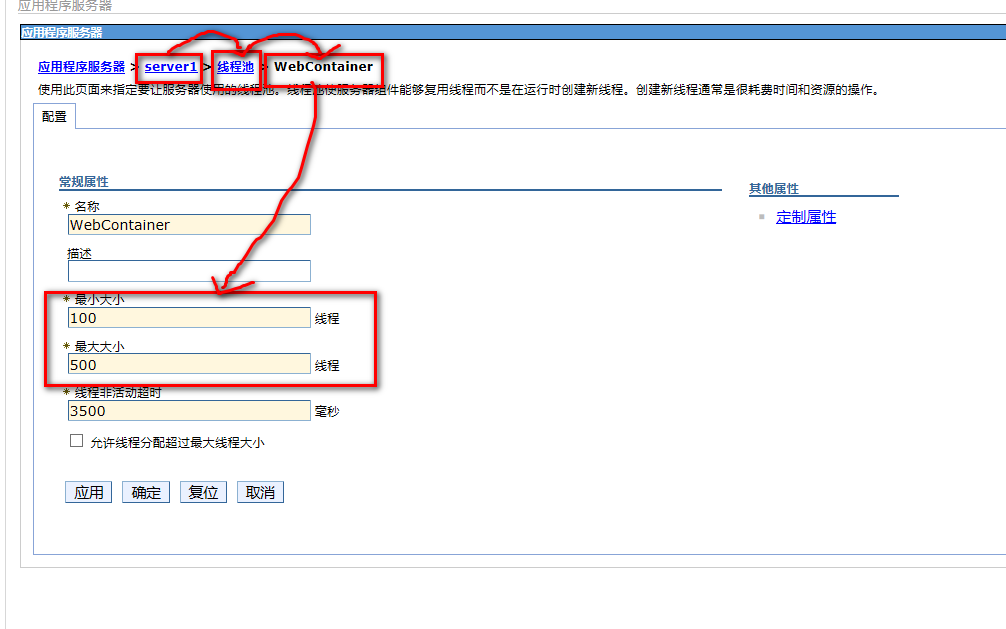 应用程序服务器
应用程序服务器
应用程序服务器 > server1 > 线程池 > WebContainer
使用此页面来指定要让服务器使用的线程池。线程池使服务器组件能够复用线程而不是在运行时创建新线程。创建新线程通常是很耗费时间和资源的操作。
配置
常规属性
其他属性
* 名称
WebContainer
定制属性
描述
* 最小大小
100 线程
* 最大大小
500 线程
* 线程非活动超时
3500 毫秒
允许线程分配超过最大线程大小
应用 确定 复位 取消